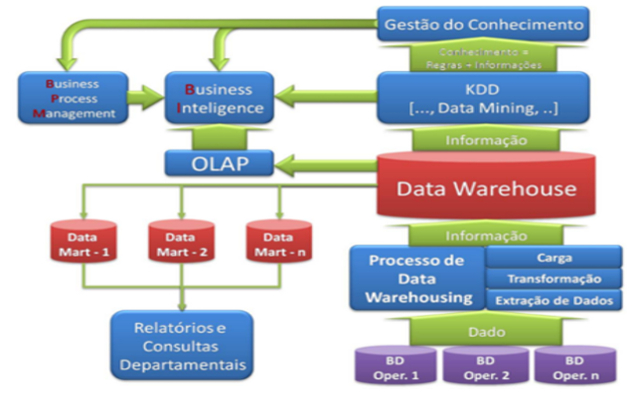 Gestão do Conhecimento
Conhecimento =
Regras + Informações
Business
Process
Management
Business
Inteligence
KDD
[..., Data Mining, ..]
Informação
OLAP
Data Warehouse
Data
Mart - 1
Data
Mart - 2
Data
Mart - n
Informação
Processo de
Data
Warehousing
Carga
Transformação
Extração de Dados
Relatórios e
Consultas
Departamentais
Dado
BD
Oper. 1
BD
Oper. 2
BD
Oper. n